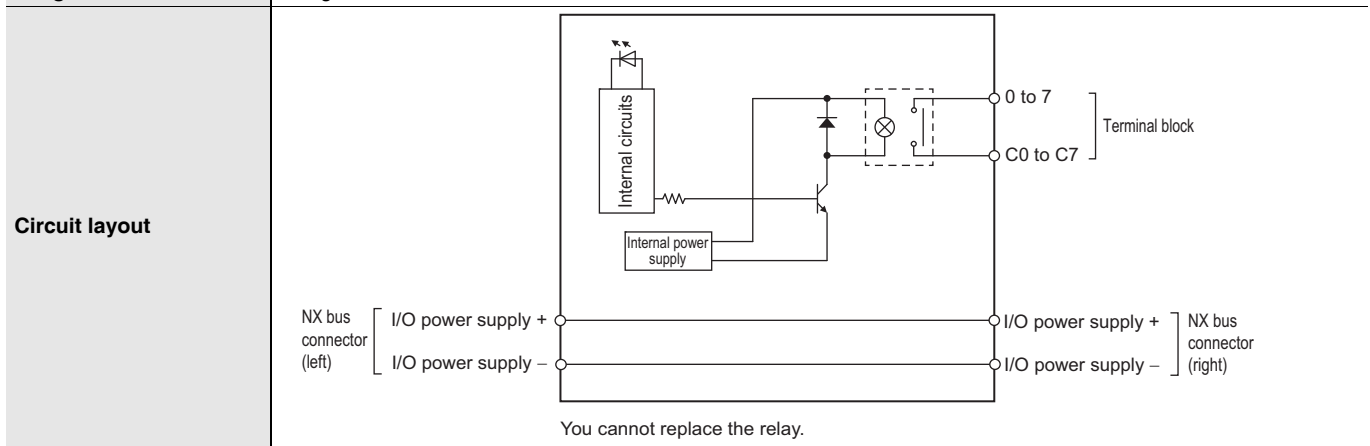 Circuit layout
Internal circuits
Internal power
supply
0 to 7
C0 to C7
Terminal block
NX bus
connector
(left)
I/O power supply +
I/O power supply −
I/O power supply +
I/O power supply −
NX bus
connector
(right)
You cannot replace the relay.